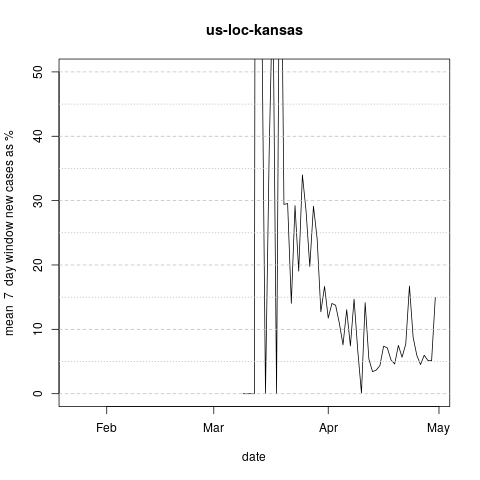 us-loc-kansas
mean  7  day window new cases as %
50
40
30
20
10
0
Feb
Mar
Apr
May
date